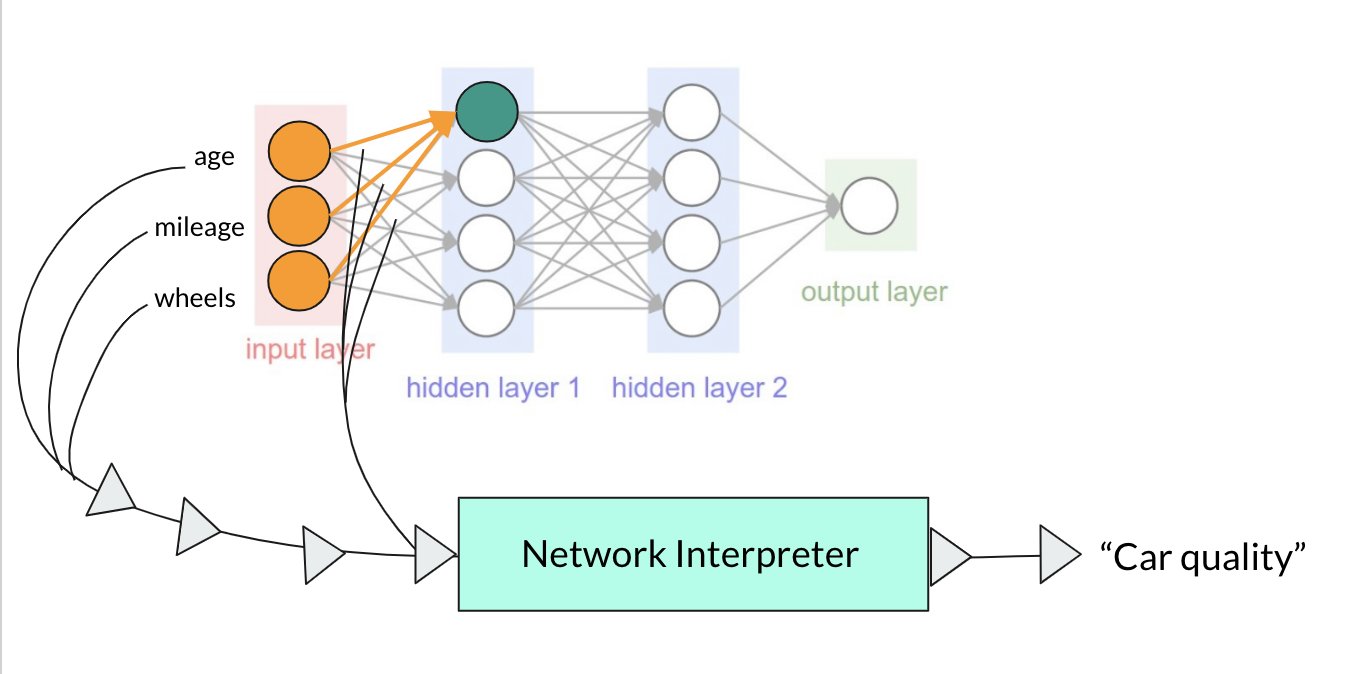 age
mileage
wheels
input layer
hidden layer 1
hidden layer 2
output layer
Network Interpreter
“Car quality”